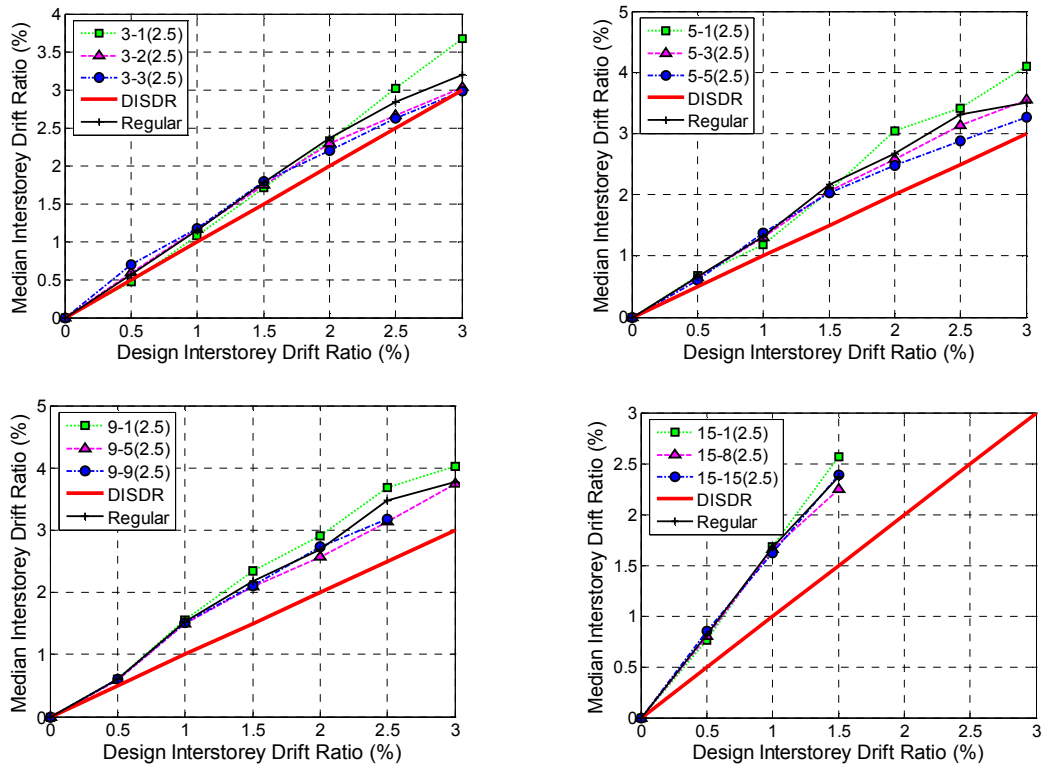 4
3.5
3
2.5
2
1.5
1
0.5
0
Median Interstorey Drift Ratio (%)
3-1(2.5)
3-2(2.5)
3-3(2.5)
DISDR
Regular
0 0.5 1 1.5 2 2.5 3
Design Interstorey Drift Ratio (%)
5
4
3
2
1
0
Median Interstorey Drift Ratio (%)
5-1(2.5)
5-3(2.5)
5-5(2.5)
DISDR
Regular
0 0.5 1 1.5 2 2.5 3
Design Interstorey Drift Ratio (%)
5
4
3
2
1
0
Median Interstorey Drift Ratio (%)
9-1(2.5)
9-5(2.5)
9-9(2.5)
DISDR
Regular
0 0.5 1 1.5 2 2.5 3
Design Interstorey Drift Ratio (%)
3
2.5
2
1.5
1
0.5
0
Median Interstorey Drift Ratio (%)
15-1(2.5)
15-8(2.5)
15-15(2.5)
DISDR
Regular
0 0.5 1 1.5 2 2.5 3
Design Interstorey Drift Ratio (%)